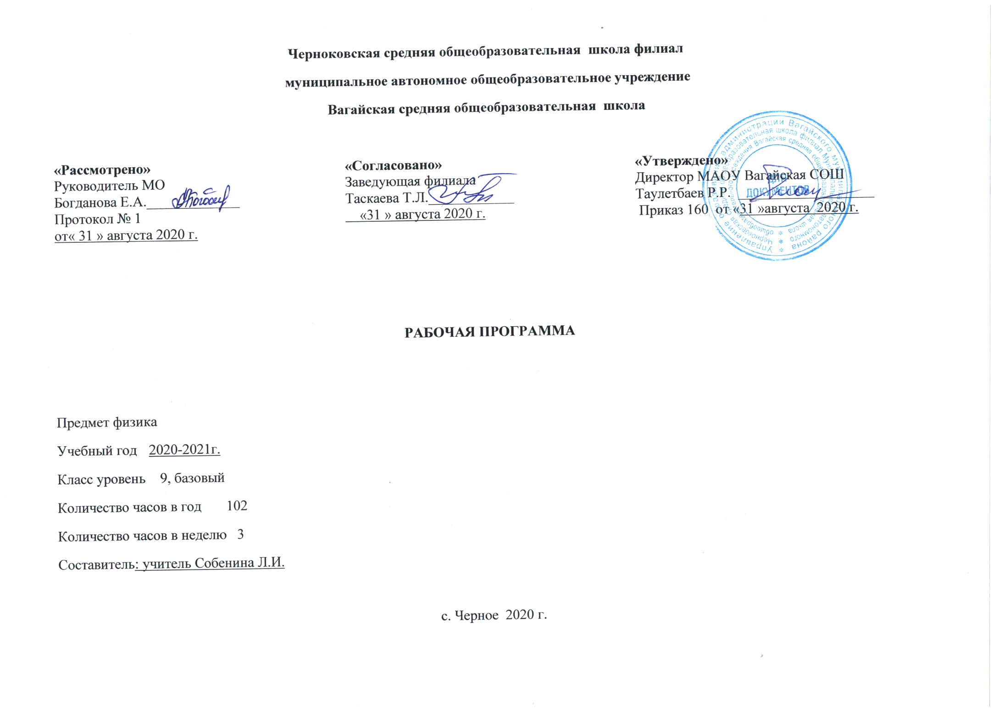 Черноковская средняя общеобразовательная школа филиал
муниципальное автономное общеобразовательное учреждение
Вагайская средняя общеобразовательная школа
«Рассмотрено»
Руководитель МО
Богданова Е.А.
Протокол № 1
от« 31 » августа 2020 г.
«Согласовано»
Заведующая филиала
Таскаева Т.Л.
«31 » августа 2020 г.
«Утверждено»
Директор МАОУ Вагайская СОШ
Таулетбаев Р.Р.
Приказ 160 от «31 »августа 2020 г.
Управление образования администрации Вагайского муниципального района
Черноковская средняя общеобразовательная школа филиал Муниципального автономного
общеобразовательного учреждения Вагайская средняя общеобразовательная школа
ДЛЯ
ДОКУМЕНТОВ
РАБОЧАЯ ПРОГРАММА
Предмет физика
Учебный год 2020-2021г.
Класс уровень 9, базовый
Количество часов в год 102
Количество часов в неделю 3
Составитель: учитель Собенина Л.И.
с. Черное 2020 г.